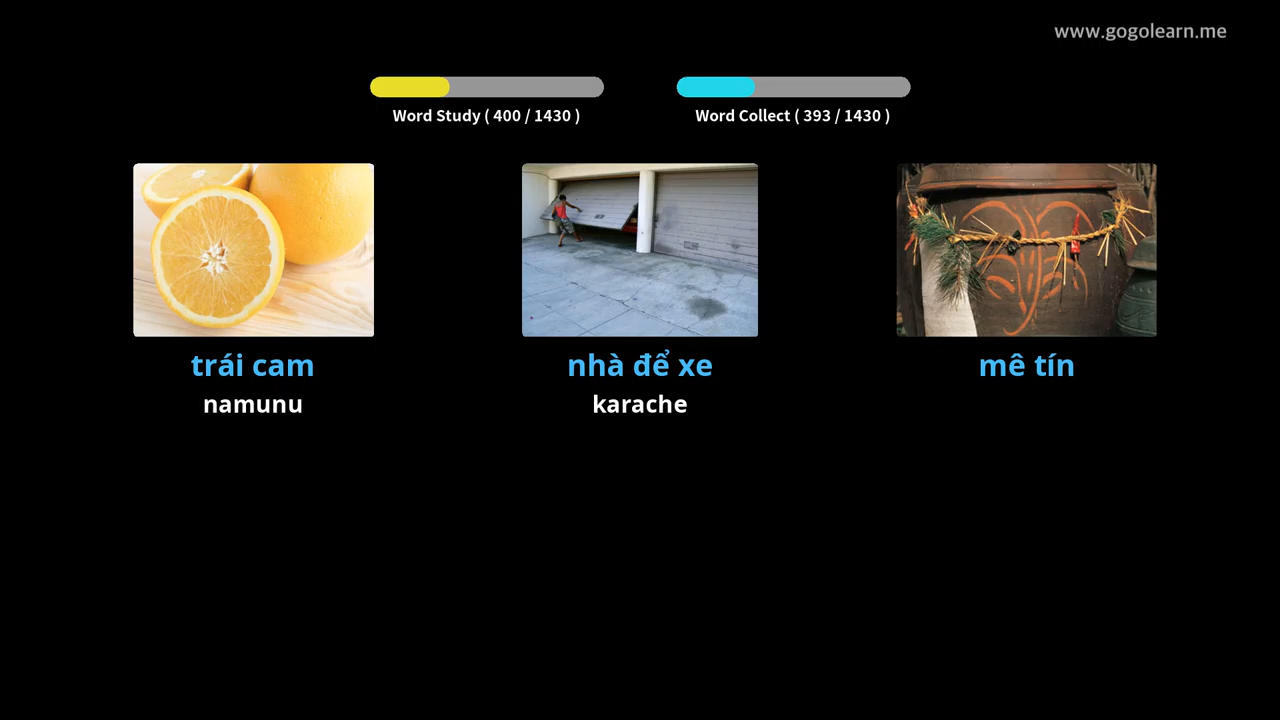 www.gogolearn.me
Word Study ( 400 / 1430 )
Word Collect ( 393 / 1430 )
trái cam
namunu
nhà để xe
karache
mê tín